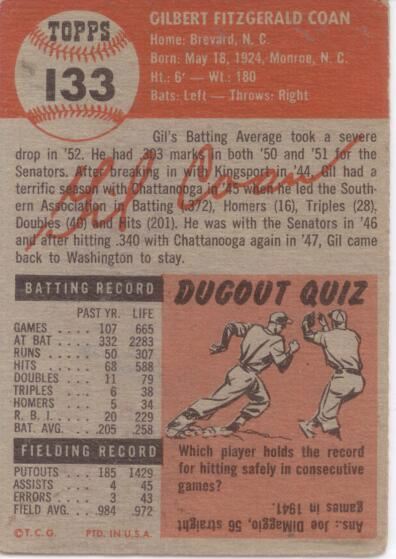 TOPPS
133
GILBERT FITZGERALD COAN
Home: Brevard, N. C.
Born: May 18, 1924, Monroe, N. C.
Ht.: 6' — Wt.: 180
Bats: Left — Throws: Right
Gil's Batting Average took a severe
drop in '52. He had .303 marks in both '50 and '51 for the
Senators. After breaking in with Kingsport in '44, Gil had a
terrific season with Chattanooga in '45 when he led the South-
ern Association in Batting (.372), Homers (16), Triples (28),
Doubles (40) and Hits (201). He was with the Senators in '46
and after hitting .340 with Chattanooga again in '47, Gil came
back to Washington to stay.
Gil Coan
BATTING RECORD
PAST YR. LIFE
GAMES 107 665
AT BAT 332 2283
RUNS 50 307
HITS 68 588
DOUBLES 11 79
TRIPLES 6 38
HOMERS 5 34
R. B. I. 20 229
BAT. AVG. .205 .258
FIELDING RECORD
PUTOUTS 185 1429
ASSISTS 4 45
ERRORS 3 43
FIELD AVG. .984 .972
©T.C.G. PTD. IN U.S.A.
DUGOUT QUIZ
Which player holds the record
for hitting safely in consecutive
games?
Ans.: Joe DiMaggio, 56 straight
games in 1941.